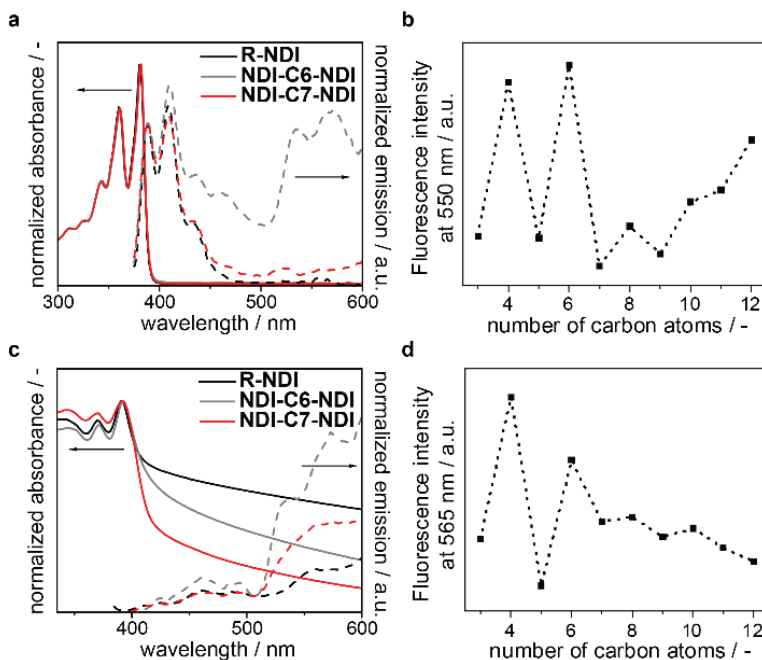 a
R-NDI
NDI-C6-NDI
NDI-C7-NDI
normalized absorbance / -
normalized emission / a.u.
300 400 500 600
wavelength / nm
b
Fluorescence intensity
at 550 nm / a.u.
4 6 8 10 12
number of carbon atoms / -
c
R-NDI
NDI-C6-NDI
NDI-C7-NDI
normalized absorbance / -
normalized emission / a.u.
400 500 600
wavelength / nm
d
Fluorescence intensity
at 565 nm / a.u.
4 6 8 10 12
number of carbon atoms / -